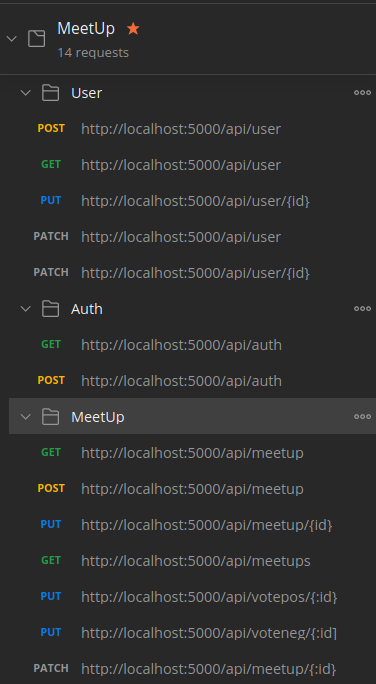 MeetUp
14 requests
User
POST http://localhost:5000/api/user
GET http://localhost:5000/api/user
PUT http://localhost:5000/api/user/{id}
PATCH http://localhost:5000/api/user
PATCH http://localhost:5000/api/user/{id}
Auth
GET http://localhost:5000/api/auth
POST http://localhost:5000/api/auth
MeetUp
GET http://localhost:5000/api/meetup
POST http://localhost:5000/api/meetup
PUT http://localhost:5000/api/meetup/{id}
GET http://localhost:5000/api/meetups
PUT http://localhost:5000/api/votepos/{:id}
PUT http://localhost:5000/api/voteneg/{:id]
PATCH http://localhost:5000/api/meetup/{:id}